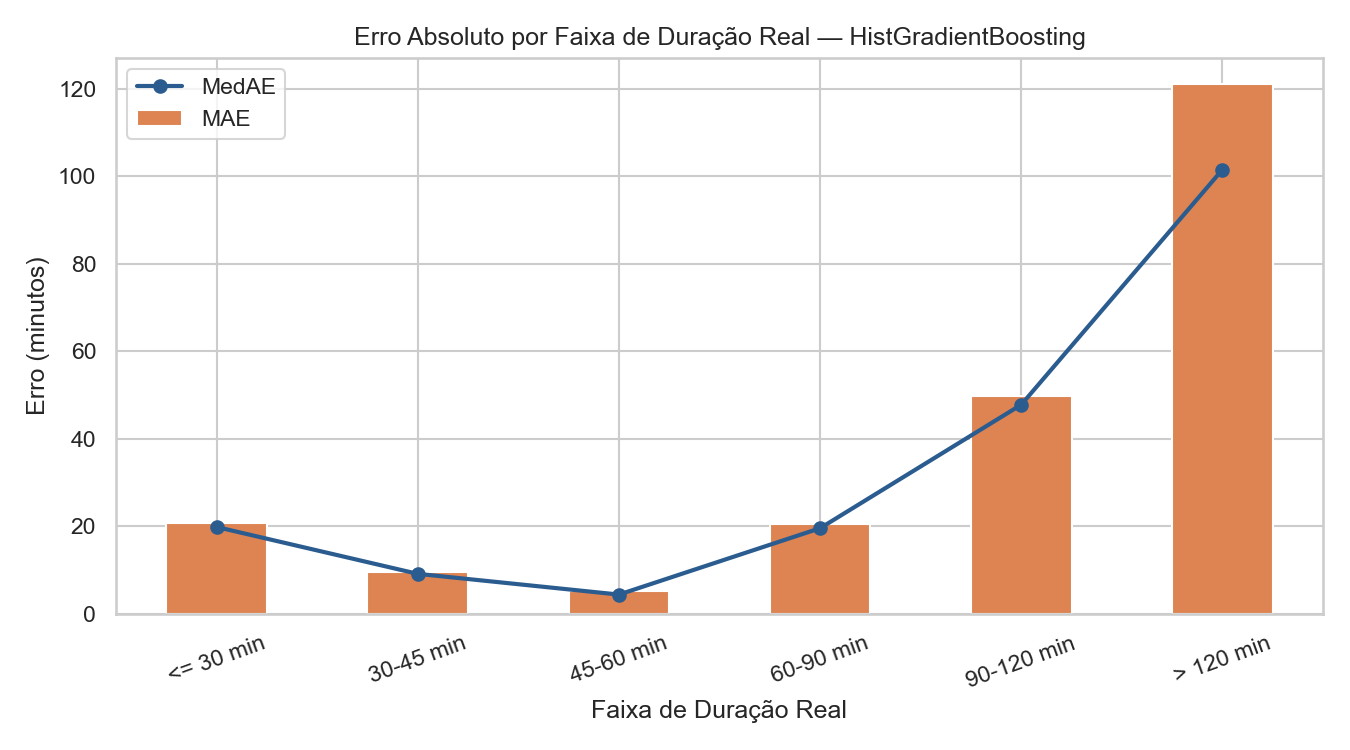 Erro Absoluto por Faixa de Duração Real — HistGradientBoosting
MedAE
MAE
Erro (minutos)
120
100
80
60
40
20
0
<= 30 min
30-45 min
45-60 min
60-90 min
90-120 min
> 120 min
Faixa de Duração Real